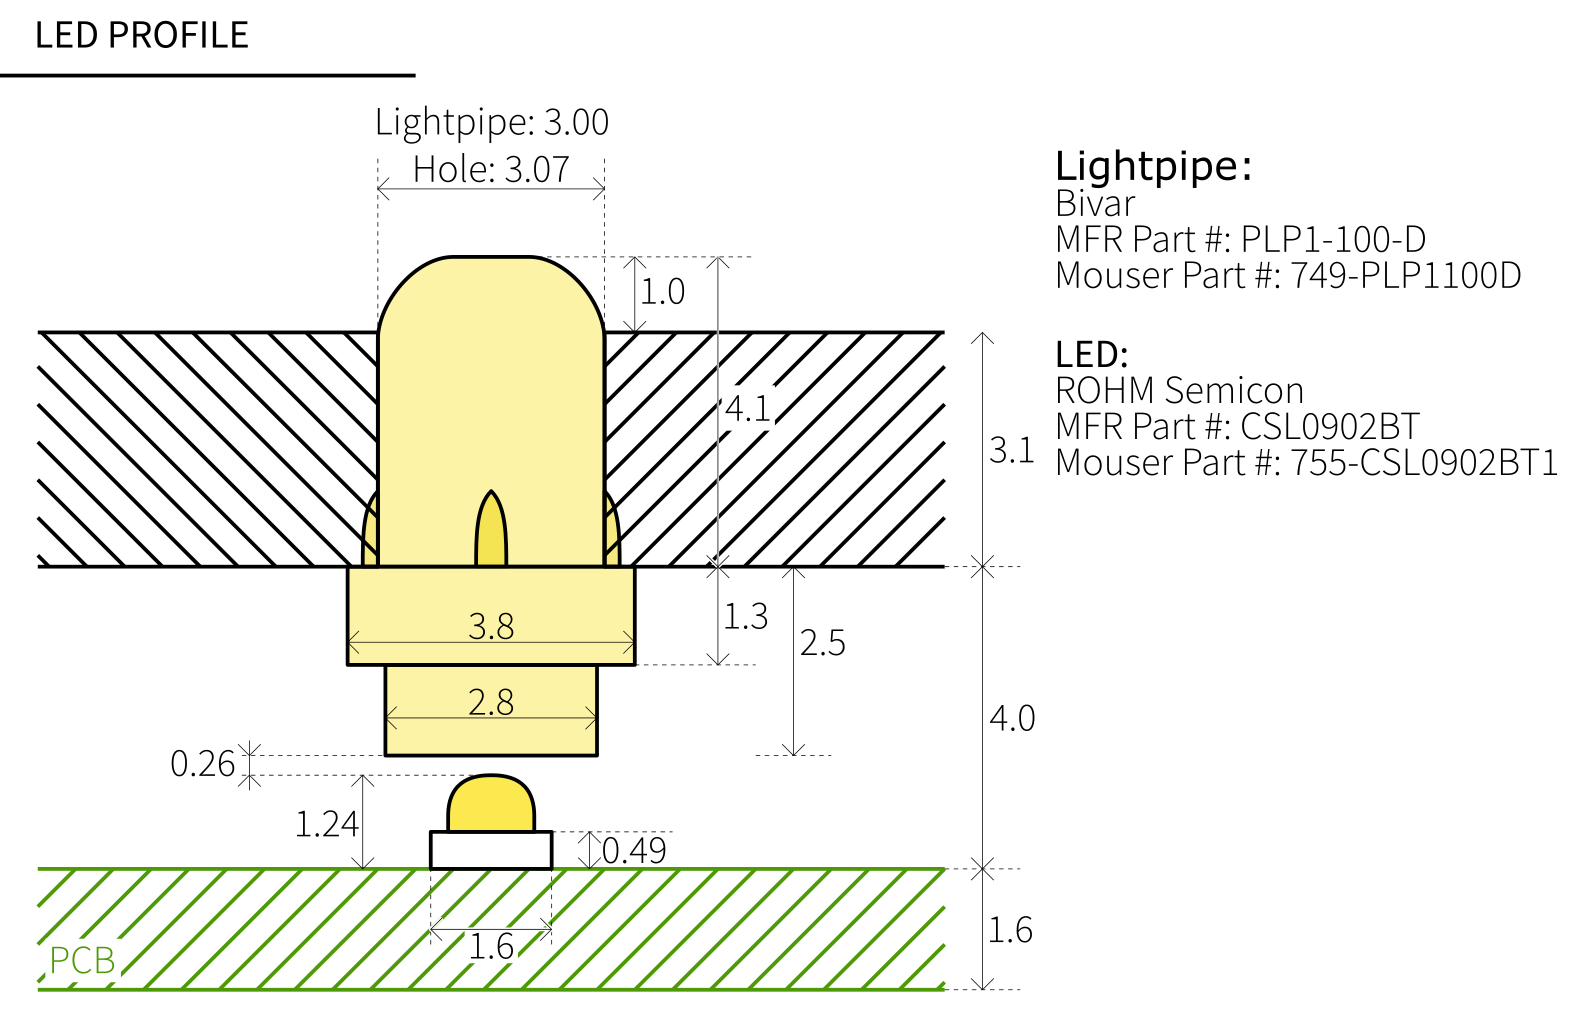 LED PROFILE
Lightpipe: 3.00
Hole: 3.07
Lightpipe:
Bivar
MFR Part #: PLP1-100-D
Mouser Part #: 749-PLP1100D
1.0
LED:
ROHM Semicon
MFR Part #: CSL0902BT
Mouser Part #: 755-CSL0902BT1
4.1
3.1
3.8
1.3
2.5
2.8
4.0
0.26
1.24
0.49
1.6
1.6
PCB